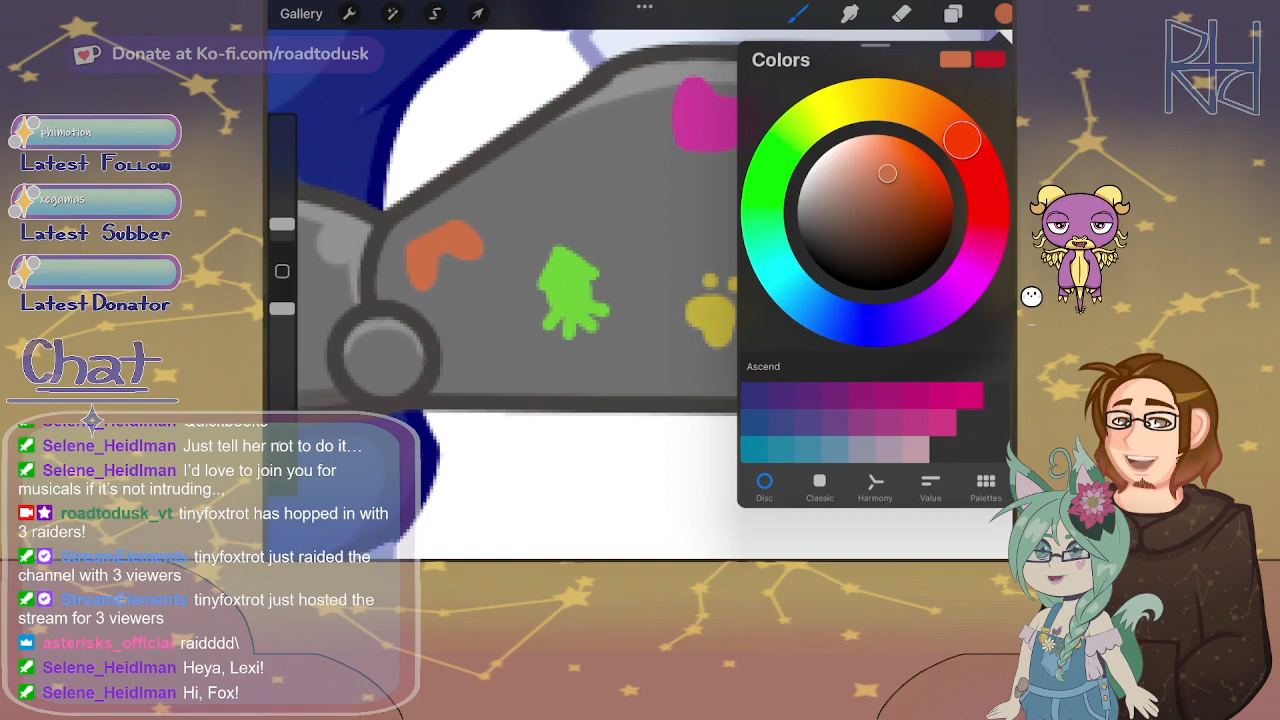 Gallery
Donate at Ko-fi.com/roadtodusk
Colors
phimotion
Latest Follow
xcgamas
Latest Subber
Latest Donator
Chat
Selene_Heidlman Just tell her not to do it…
Selene_Heidlman I'd love to join you for
musicals if it's not intruding...
roadtodusk_vt tinyfoxtrot has hopped in with
3 raiders!
StreamElements tinyfoxtrot just raided the
channel with 3 viewers
StreamElements tinyfoxtrot just hosted the
stream for 3 viewers
asterisks_official raidddd\
Selene_Heidlman Heya, Lexi!
Selene_Heidlman Hi, Fox!
Ascend
Disc
Classic
Harmony
Value
Palettes